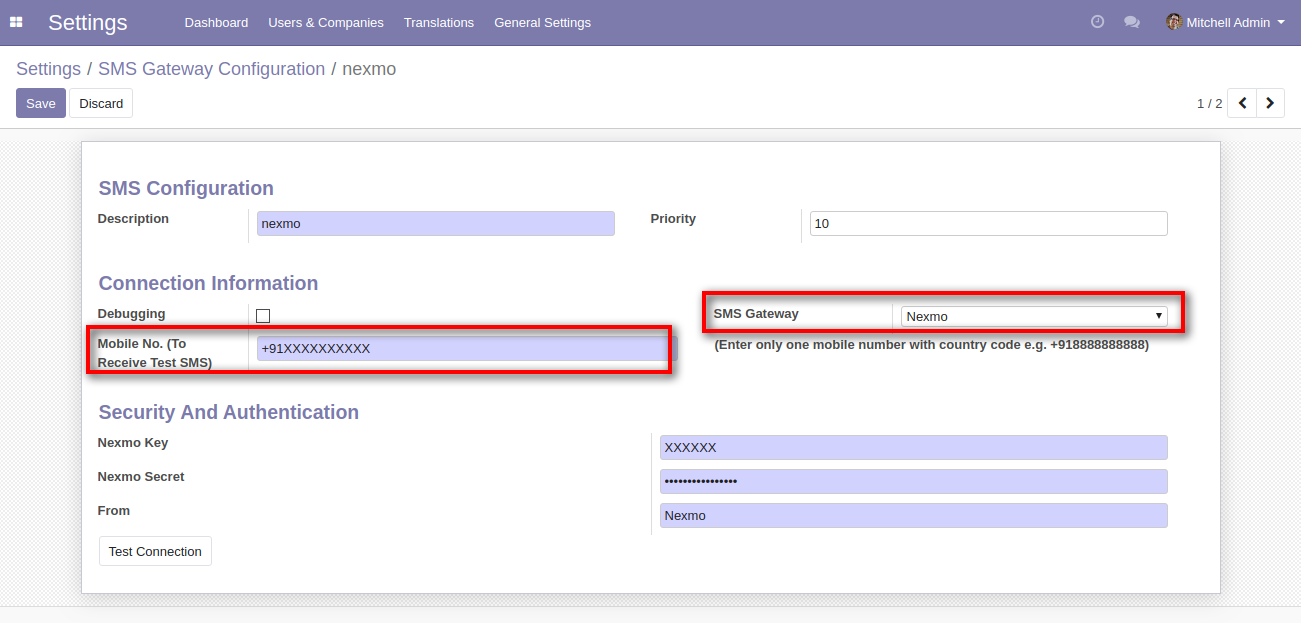 Settings Dashboard Users & Companies Translations General Settings Mitchell Admin
Settings / SMS Gateway Configuration / nexmo
Save Discard 1 / 2
SMS Configuration
Description nexmo Priority 10
Connection Information
Debugging SMS Gateway Nexmo
Mobile No. (To
Receive Test SMS) +91XXXXXXXXXX (Enter only one mobile number with country code e.g. +918888888888)
Security And Authentication
Nexmo Key XXXXXX
Nexmo Secret ••••••••••••••••
From Nexmo
Test Connection